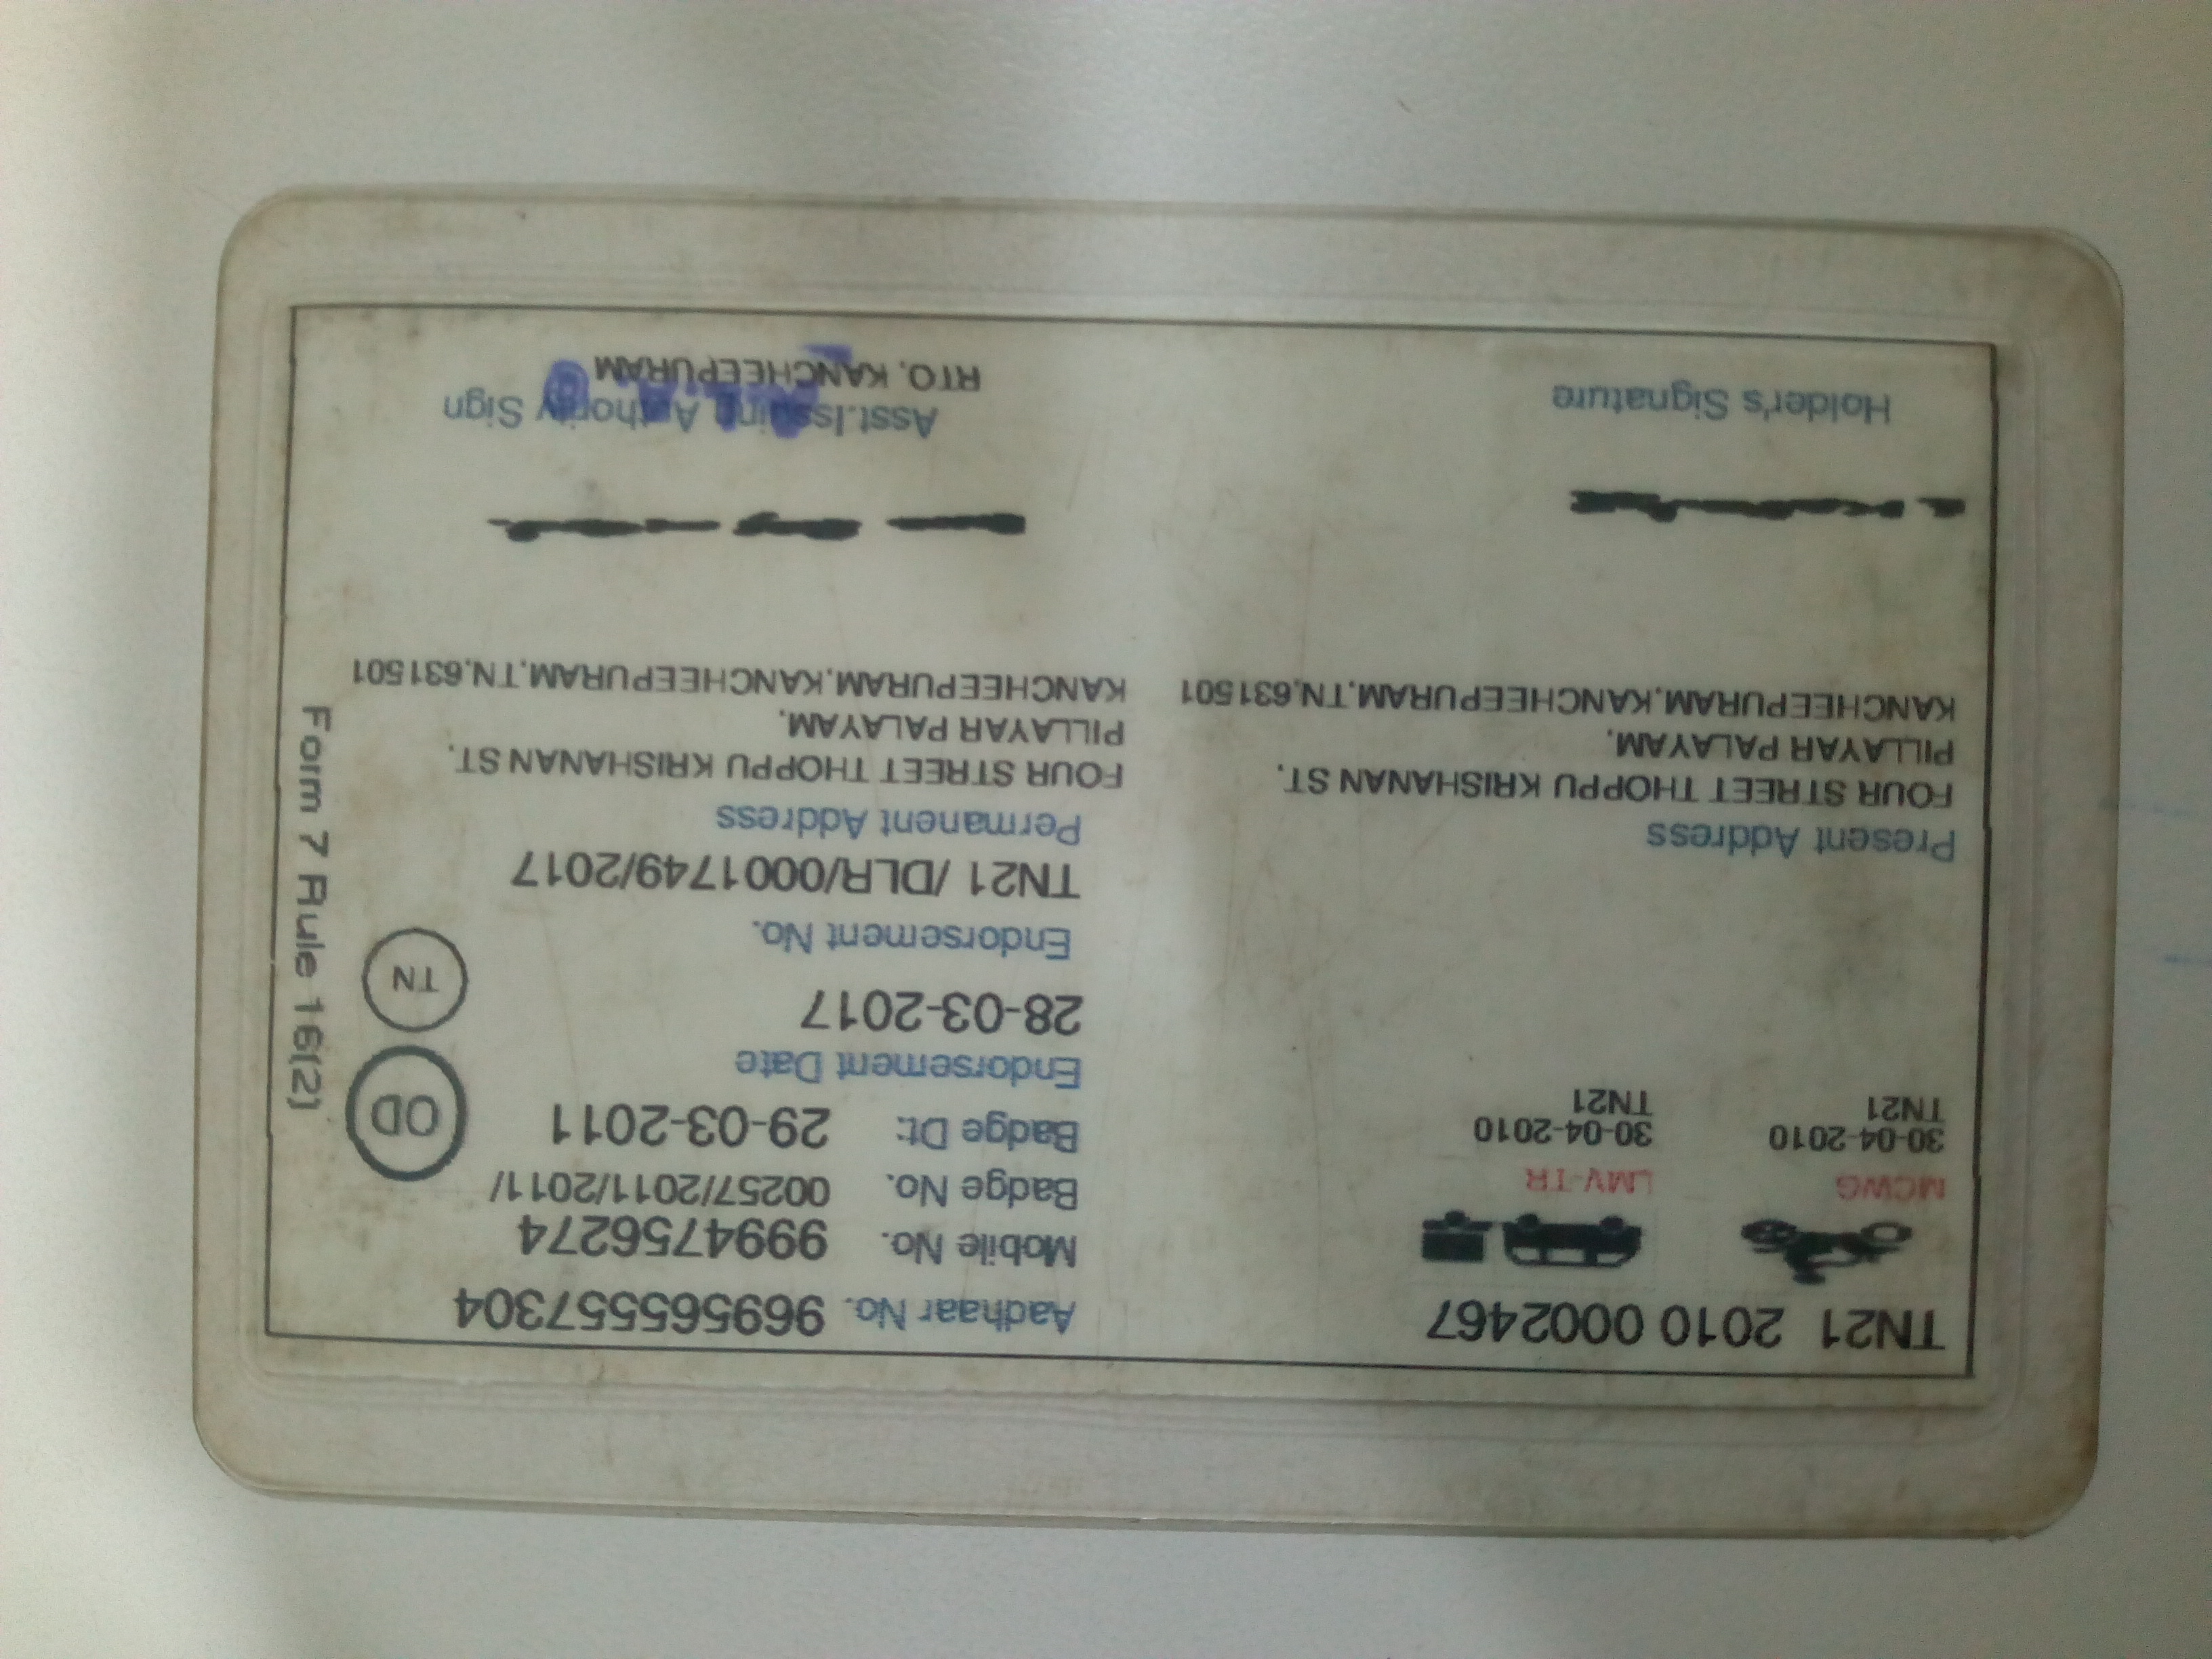 TN21 2010 0002467
MCWG
30-04-2010
TN21
LMV-TR
30-04-2010
TN21
Present Address
FOUR STREET THOPPU KRISHANAN ST,
PILLAYAR PALAYAM,
KANCHEEPURAM,KANCHEEPURAM,TN,631501
Holder's Signature
Aadhaar No. 969565557304
Mobile No. 9994756274
Badge No. 00257/2011/2011/
Badge Dt: 29-03-2011
Endorsement Date
28-03-2017
Endorsement No.
TN21 /DLR/0001749/2017
Permanent Address
FOUR STREET THOPPU KRISHANAN ST,
PILLAYAR PALAYAM,
KANCHEEPURAM,KANCHEEPURAM,TN,631501
Asst.Issuing Authority Sign
RTO, KANCHEEPURAM
OD
TN
Form 7 Rule 16(2)